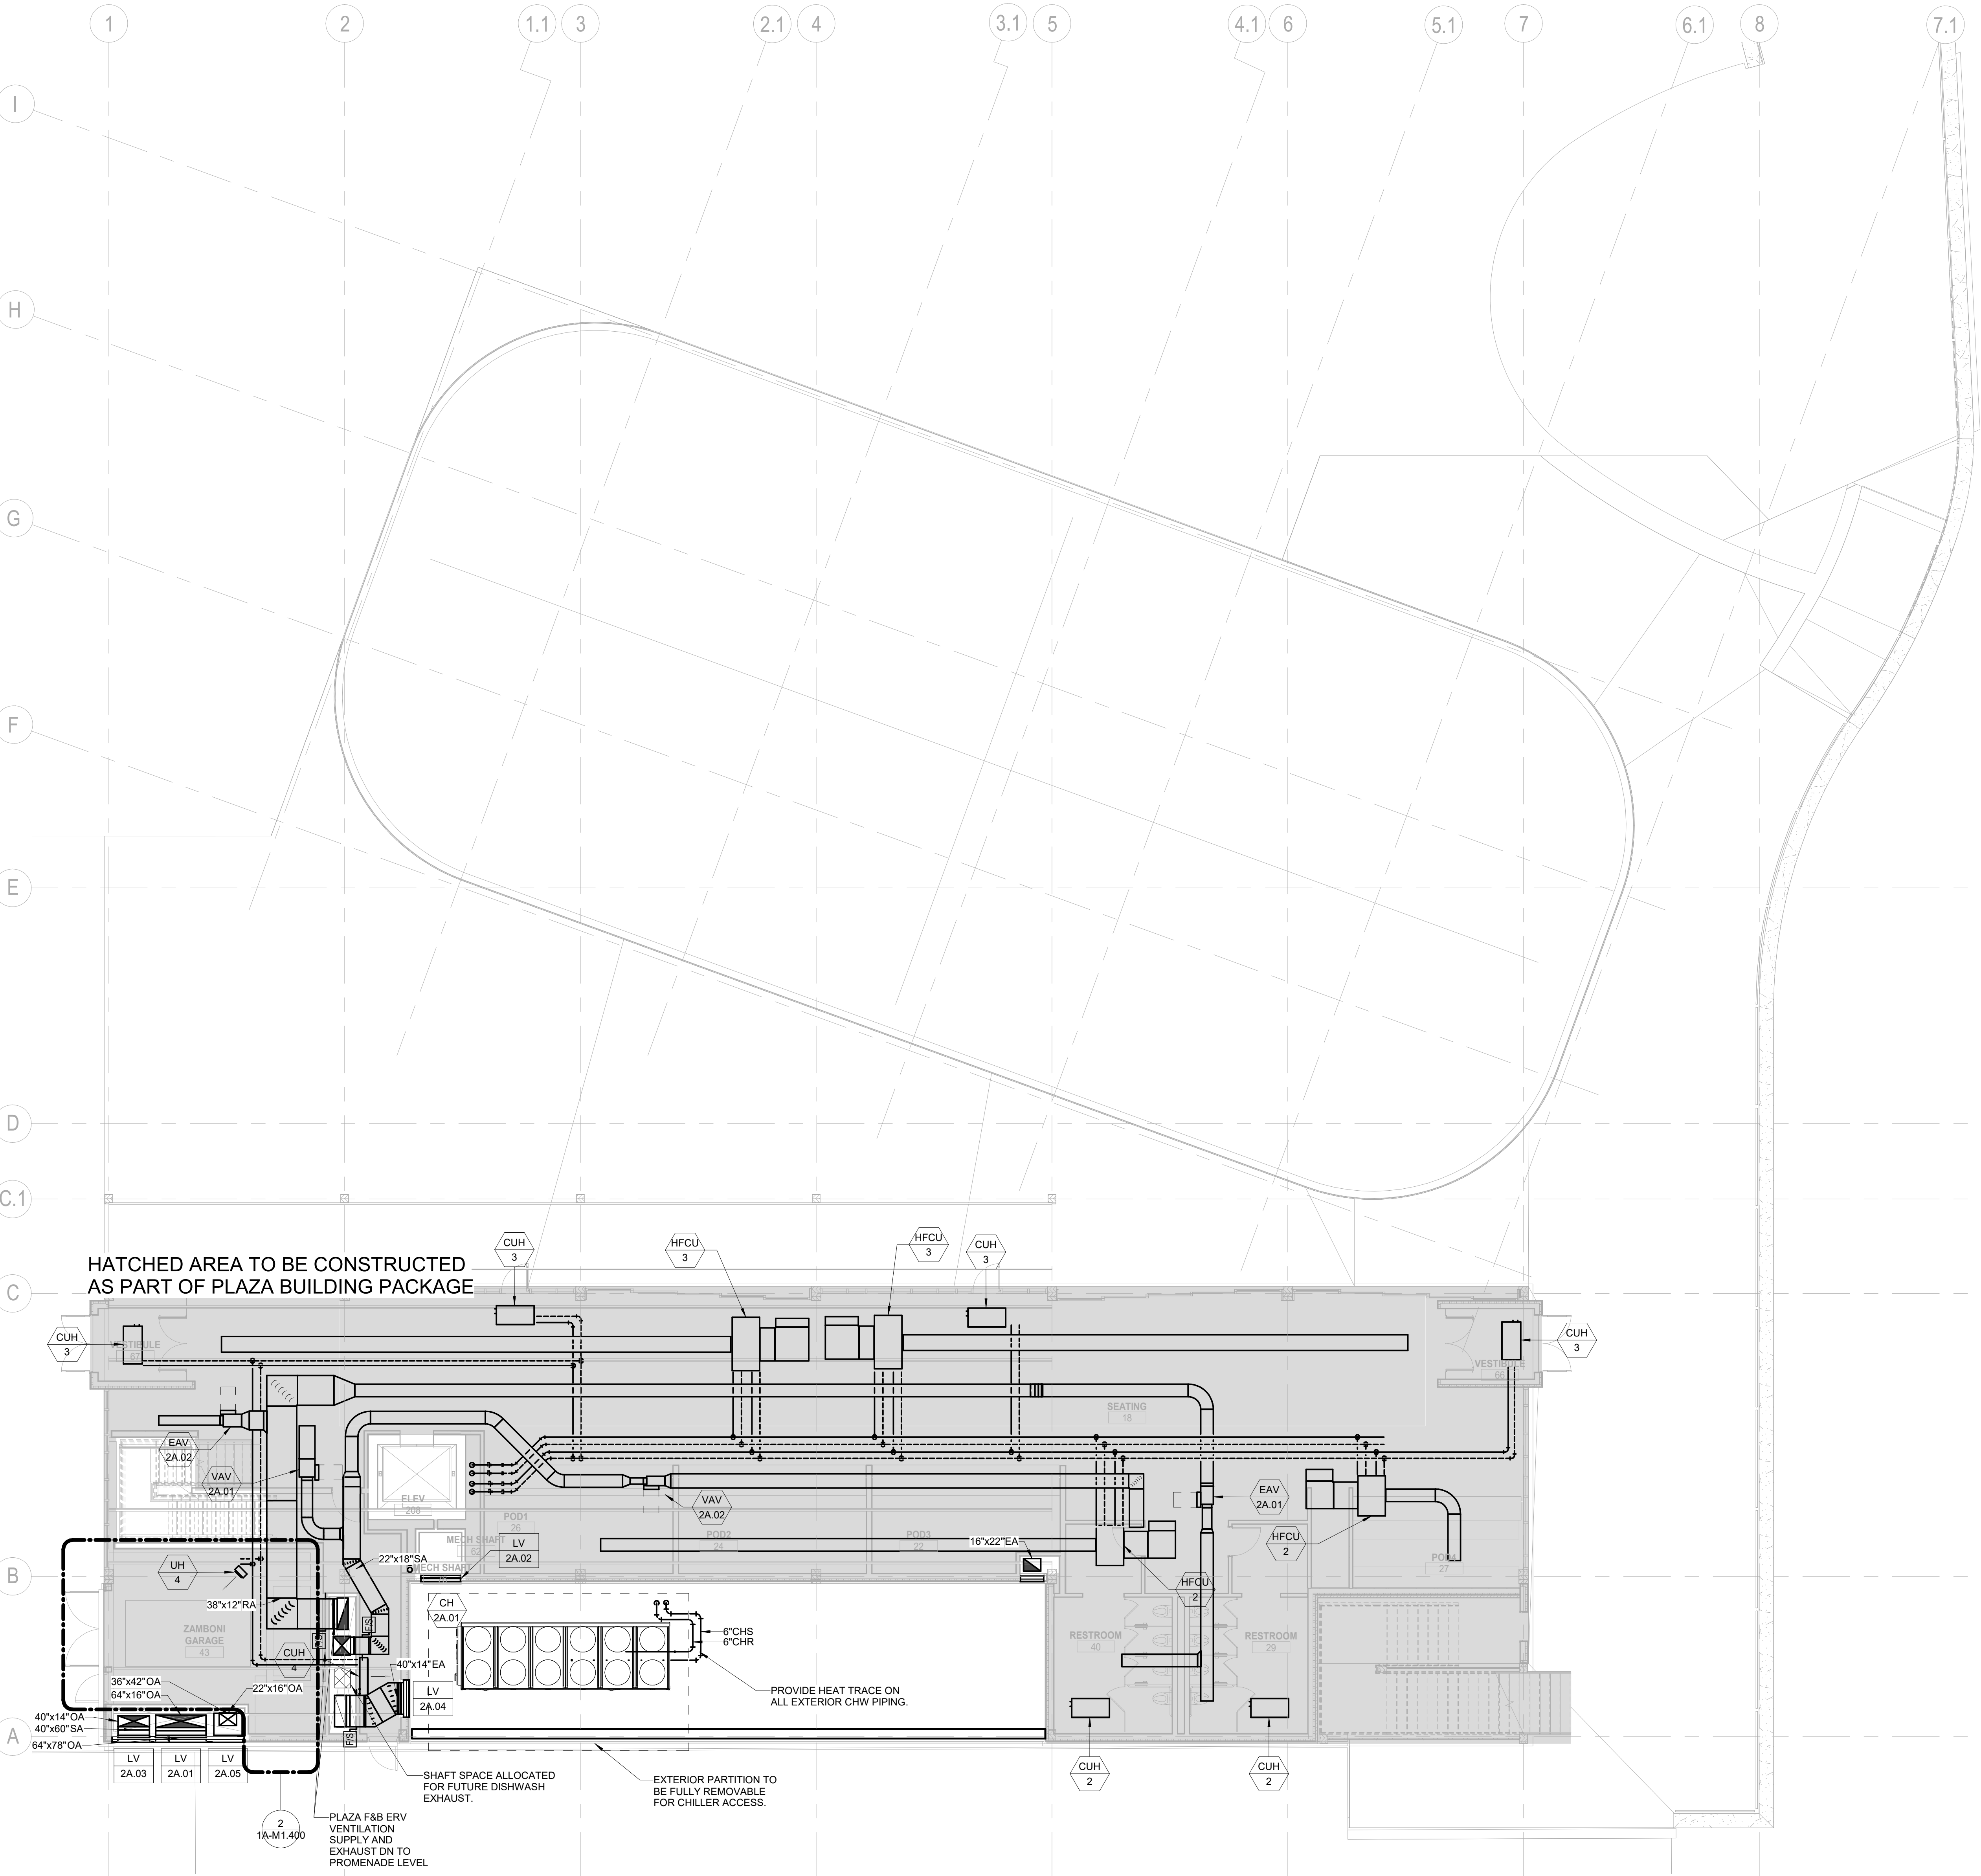 1
2
1.1
3
2.1
4
3.1
5
4.1
6
5.1
7
6.1
8
7.1
I
H
G
F
E
D
C.1
C
B
A
HATCHED AREA TO BE CONSTRUCTED
AS PART OF PLAZA BUILDING PACKAGE
CUH
3
HFCU
3
HFCU
3
CUH
3
CUH
3
VESTIBULE
67
CUH
3
VESTIBULE
66
SEATING
18
EAV
2A.02
VAV
2A.01
ELEV
208
VAV
2A.02
EAV
2A.01
POD1
26
MECH SHAFT
62
MECH SHAFT
LV
2A.02
POD2
24
POD3
22
16"x22"EA
HFCU
2
HFCU
2
POD4
27
UH
4
22"x18"SA
38"x12"RA
ZAMBONI
GARAGE
43
F/S
F/S
CUH
4
CH
2A.01
6"CHS
6"CHR
RESTROOM
40
RESTROOM
29
40"x14"EA
LV
2A.04
PROVIDE HEAT TRACE ON
ALL EXTERIOR CHW PIPING.
36"x42"OA
64"x16"OA
22"x16"OA
40"x14"OA
40"x60"SA
64"x78"OA
F/S
LV
2A.03
LV
2A.01
LV
2A.05
CUH
2
CUH
2
SHAFT SPACE ALLOCATED
FOR FUTURE DISHWASH
EXHAUST.
EXTERIOR PARTITION TO
BE FULLY REMOVABLE
FOR CHILLER ACCESS.
2
1A-M1.400
PLAZA F&B ERV
VENTILATION
SUPPLY AND
EXHAUST DN TO
PROMENADE LEVEL